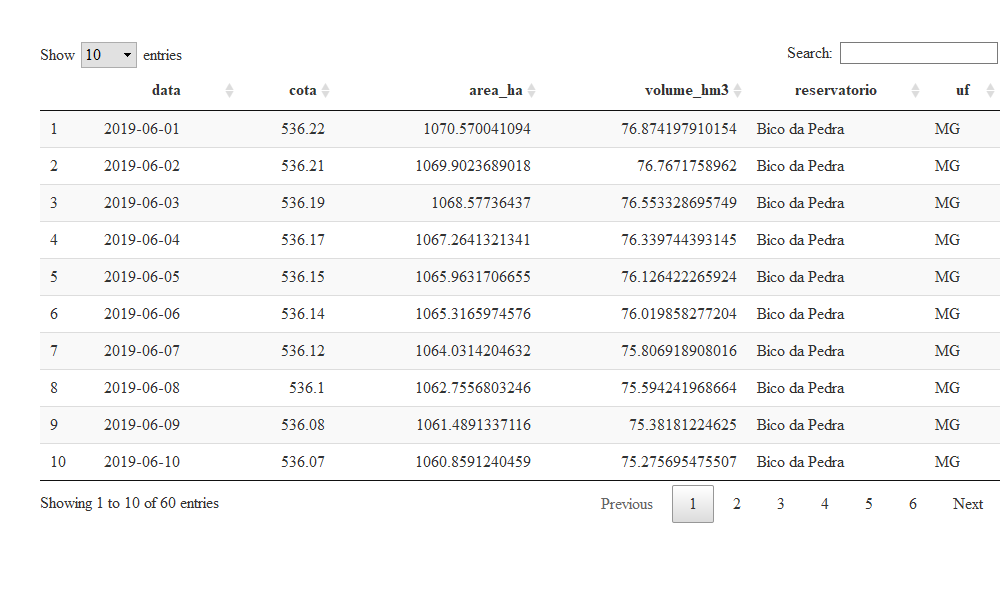 Show 10 entries Search:
data cota area_ha volume_hm3 reservatorio uf
1 2019-06-01 536.22 1070.570041094 76.874197910154 Bico da Pedra MG
2 2019-06-02 536.21 1069.9023689018 76.7671758962 Bico da Pedra MG
3 2019-06-03 536.19 1068.57736437 76.553328695749 Bico da Pedra MG
4 2019-06-04 536.17 1067.2641321341 76.339744393145 Bico da Pedra MG
5 2019-06-05 536.15 1065.9631706655 76.126422265924 Bico da Pedra MG
6 2019-06-06 536.14 1065.3165974576 76.019858277204 Bico da Pedra MG
7 2019-06-07 536.12 1064.0314204632 75.806918908016 Bico da Pedra MG
8 2019-06-08 536.1 1062.7556803246 75.594241968664 Bico da Pedra MG
9 2019-06-09 536.08 1061.4891337116 75.38181224625 Bico da Pedra MG
10 2019-06-10 536.07 1060.8591240459 75.275695475507 Bico da Pedra MG
Showing 1 to 10 of 60 entries Previous 1 2 3 4 5 6 Next